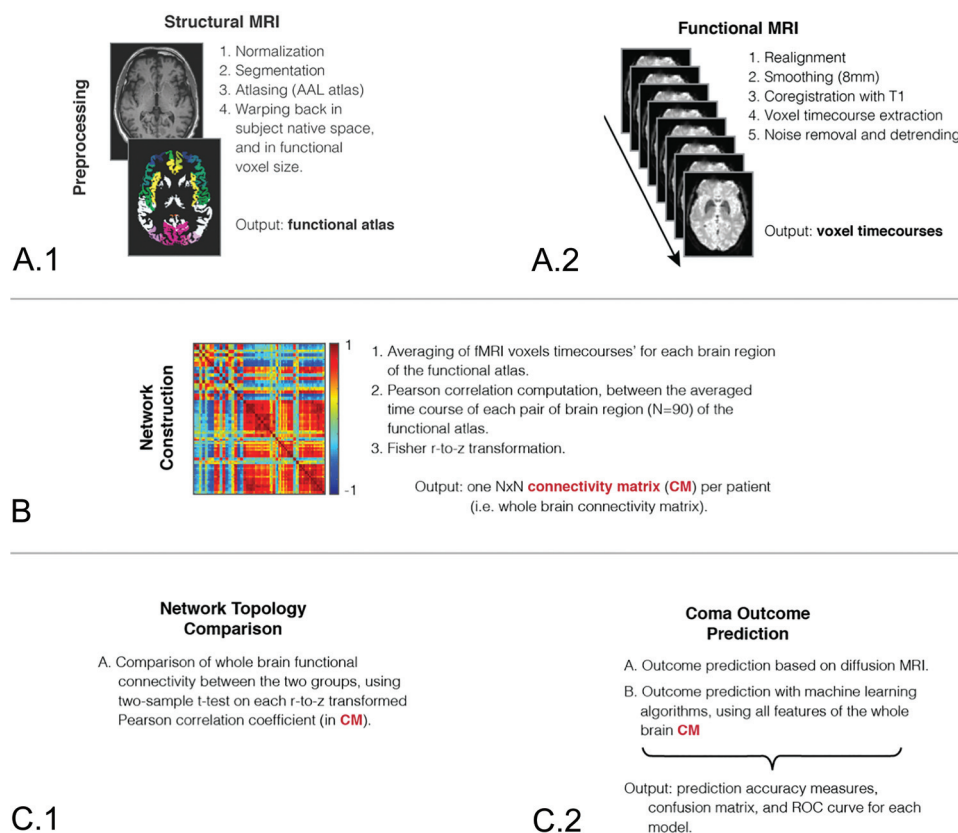 Structural MRI
Preprocessing
1. Normalization
2. Segmentation
3. Atlasing (AAL atlas)
4. Warping back in
subject native space,
and in functional
voxel size.
Output: functional atlas
A.1
Functional MRI
1. Realignment
2. Smoothing (8mm)
3. Coregistration with T1
4. Voxel timecourse extraction
5. Noise removal and detrending
Output: voxel timecourses
A.2
Network
Construction
1
-1
1. Averaging of fMRI voxels timecourses' for each brain region
of the functional atlas.
2. Pearson correlation computation, between the averaged
time course of each pair of brain region (N=90) of the
functional atlas.
3. Fisher r-to-z transformation.
Output: one NxN connectivity matrix (CM) per patient
(i.e. whole brain connectivity matrix).
B
Network Topology
Comparison
A. Comparison of whole brain functional
connectivity between the two groups, using
two-sample t-test on each r-to-z transformed
Pearson correlation coefficient (in CM).
C.1
Coma Outcome
Prediction
A. Outcome prediction based on diffusion MRI.
B. Outcome prediction with machine learning
algorithms, using all features of the whole
brain CM
Output: prediction accuracy measures,
confusion matrix, and ROC curve for each
model.
C.2